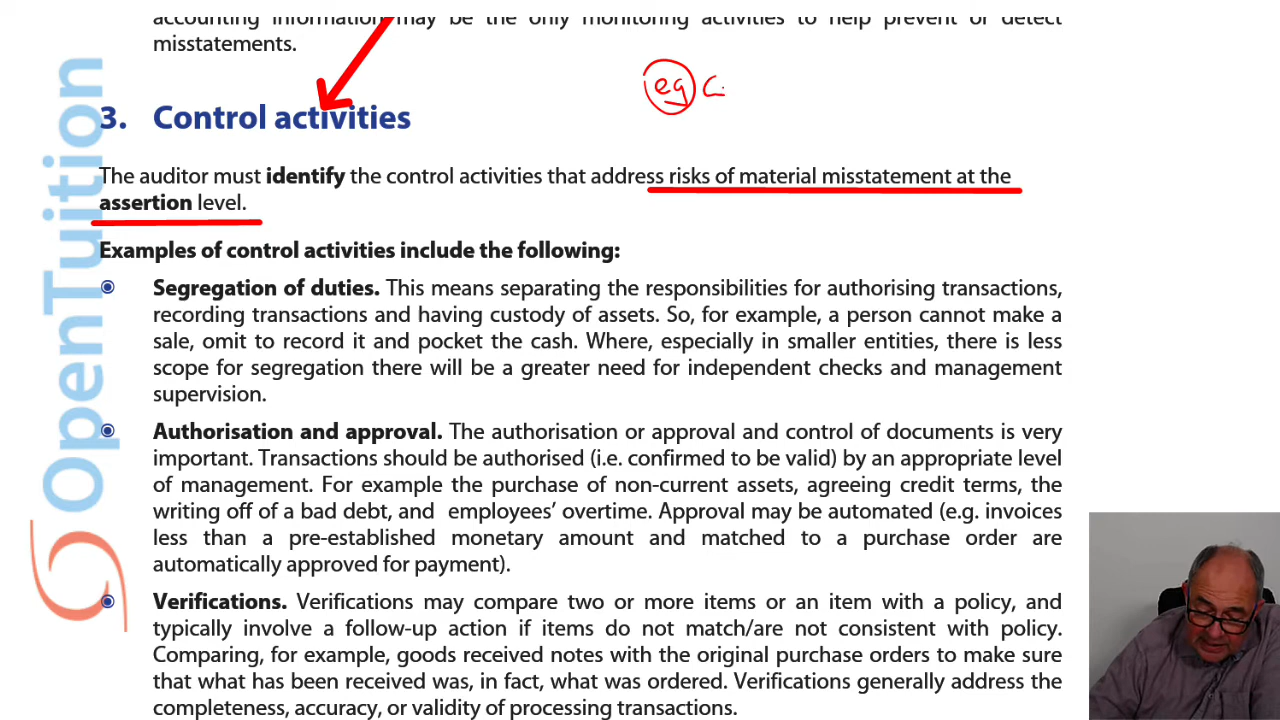 accounting information may be the only monitoring activities to help prevent or detect
misstatements.
eg
3. Control activities
The auditor must identify the control activities that address risks of material misstatement at the
assertion level.
Examples of control activities include the following:
Segregation of duties. This means separating the responsibilities for authorising transactions,
recording transactions and having custody of assets. So, for example, a person cannot make a
sale, omit to record it and pocket the cash. Where, especially in smaller entities, there is less
scope for segregation there will be a greater need for independent checks and management
supervision.
Authorisation and approval. The authorisation or approval and control of documents is very
important. Transactions should be authorised (i.e. confirmed to be valid) by an appropriate level
of management. For example the purchase of non-current assets, agreeing credit terms, the
writing off of a bad debt, and employees’ overtime. Approval may be automated (e.g. invoices
less than a pre-established monetary amount and matched to a purchase order are
automatically approved for payment).
Verifications. Verifications may compare two or more items or an item with a policy, and
typically involve a follow-up action if items do not match/are not consistent with policy.
Comparing, for example, goods received notes with the original purchase orders to make sure
that what has been received was, in fact, what was ordered. Verifications generally address the
completeness, accuracy, or validity of processing transactions.
OpenTuition